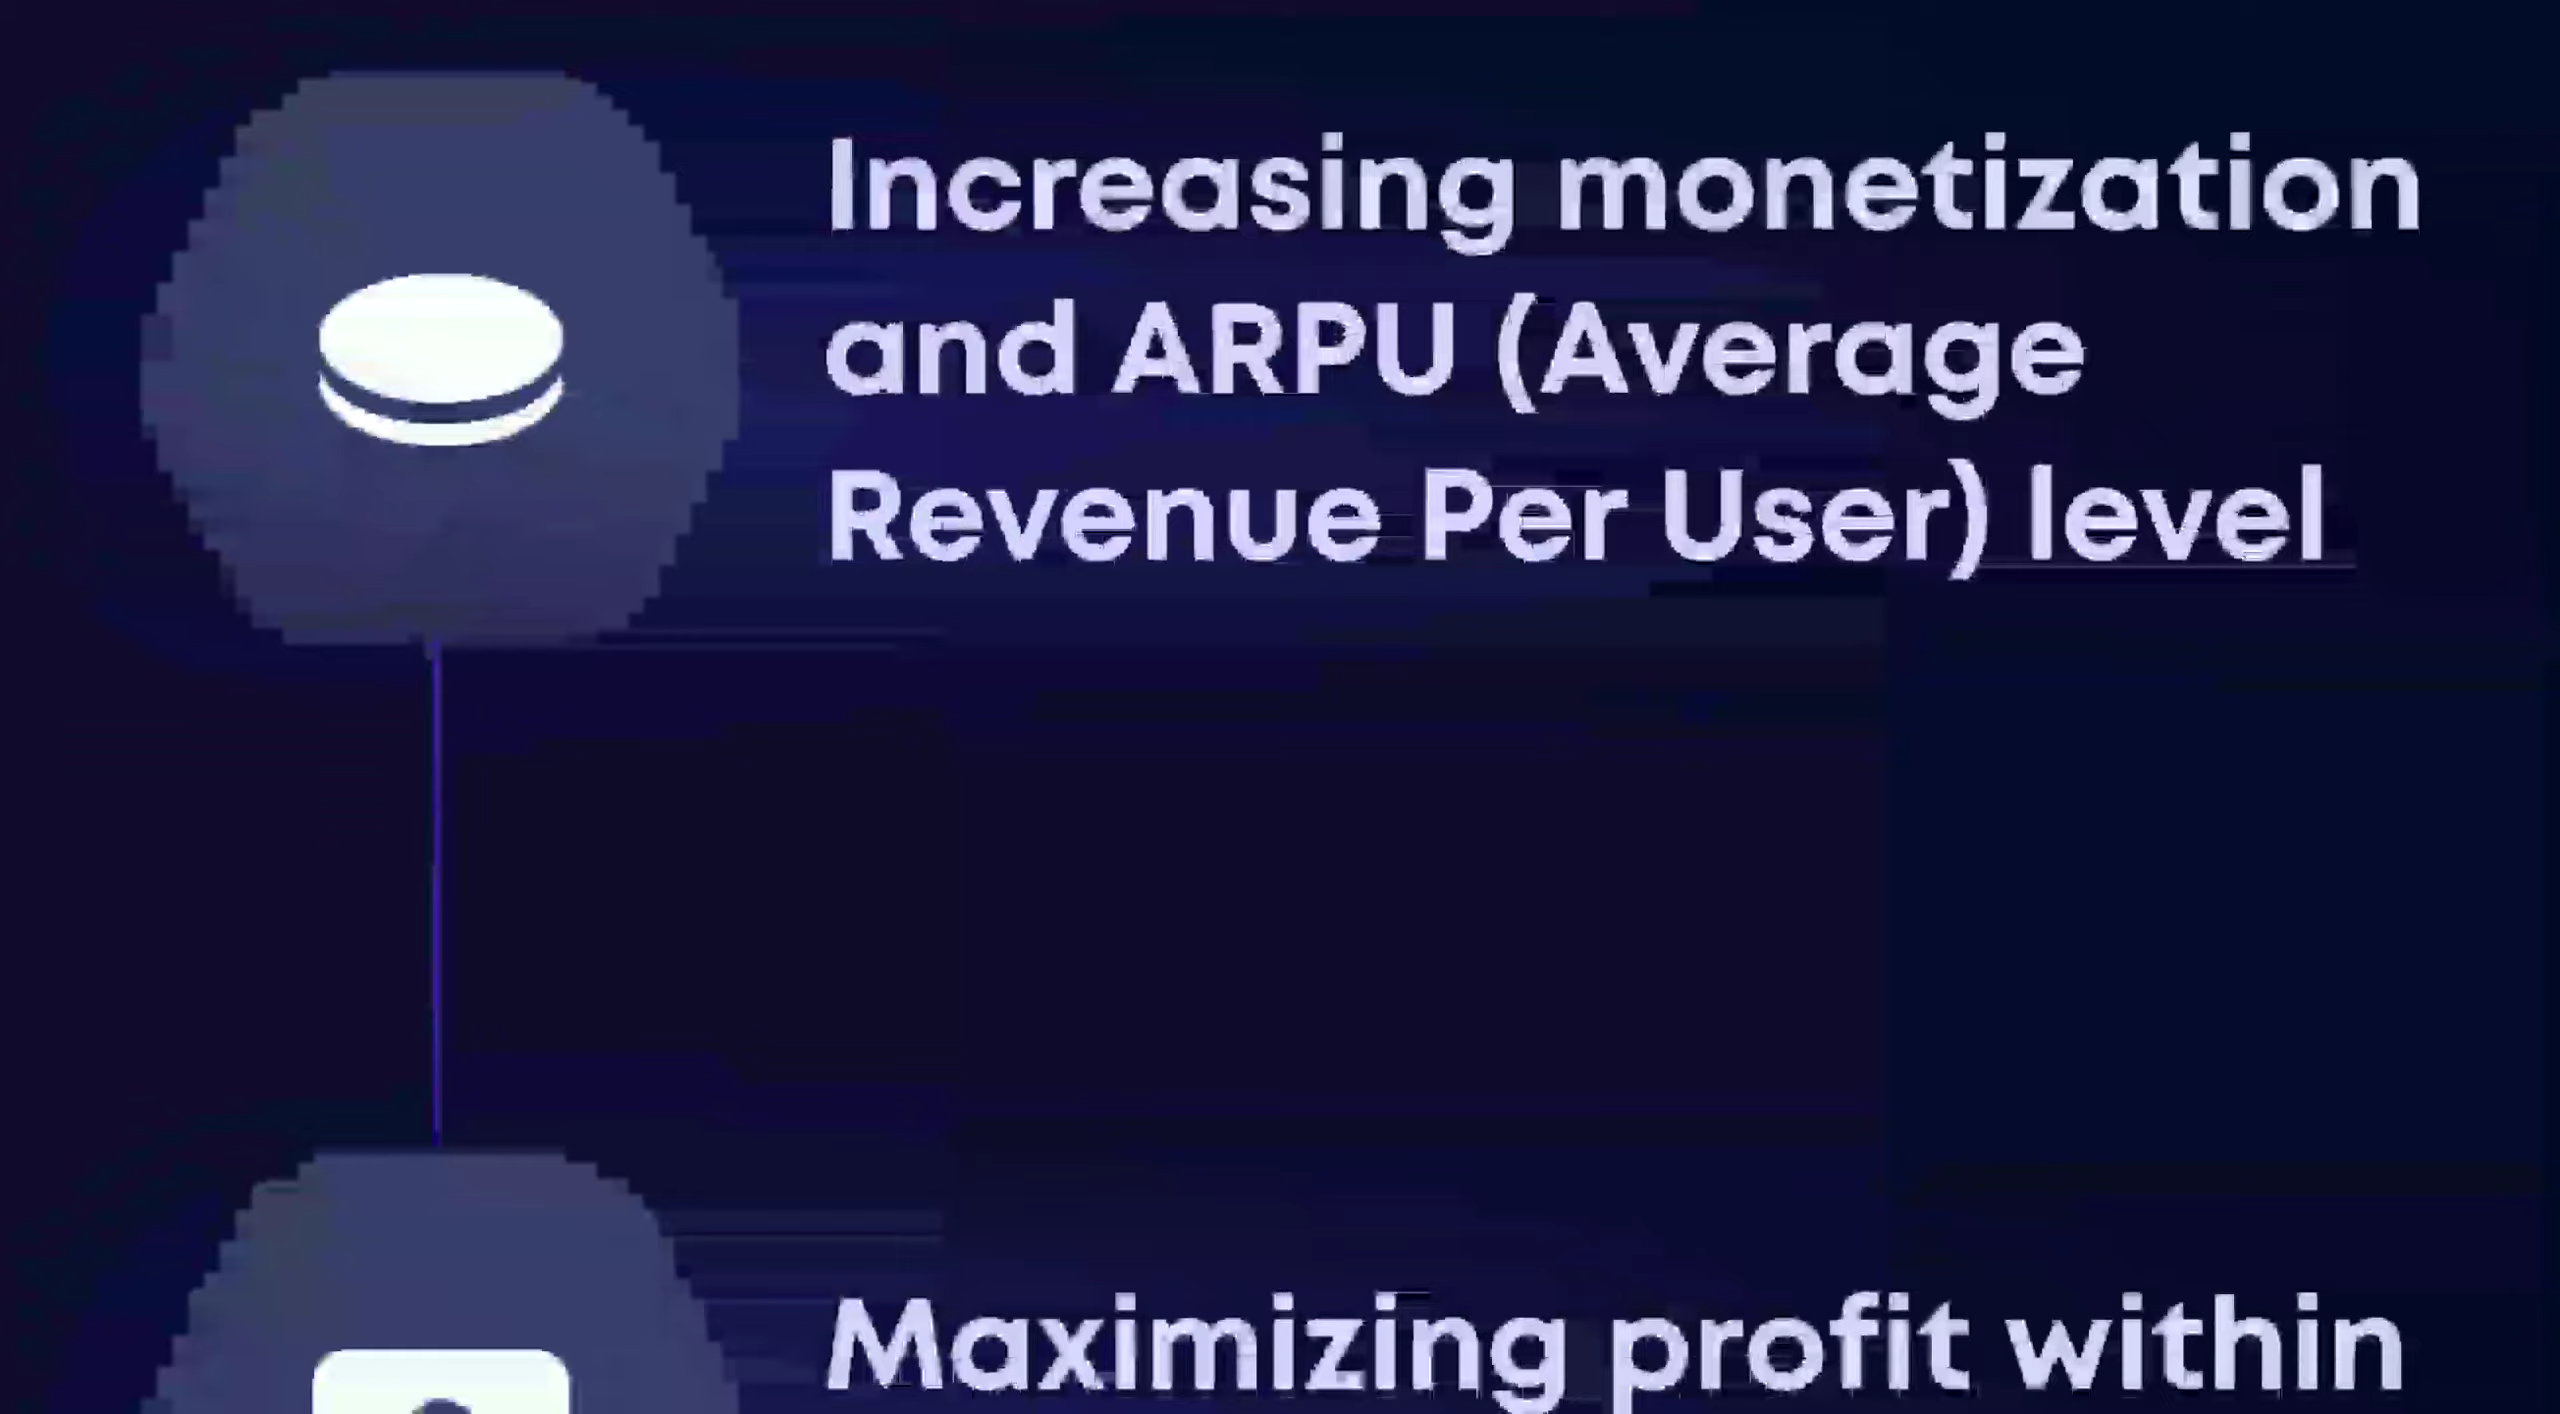 Increasing monetization
and ARPU (Average
Revenue Per User) level
Maximizing profit within